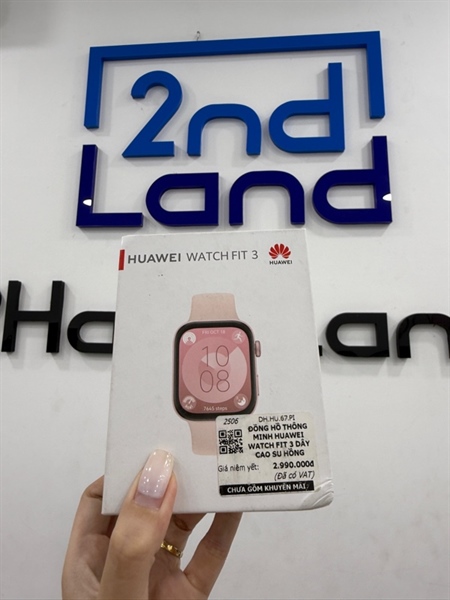 2nd
Land
HUAWEI WATCH FIT 3
HUAWEI
10
08
7645 steps
2506
DH.HU.67.PI
ĐỒNG HỒ THÔNG
MINH HUAWEI
WATCH FIT 3 DÂY
CAO SU HỒNG
Giá niêm yết: 2.990.000đ
(Đã có VAT)
CHƯA GỒM KHUYẾN MÃI